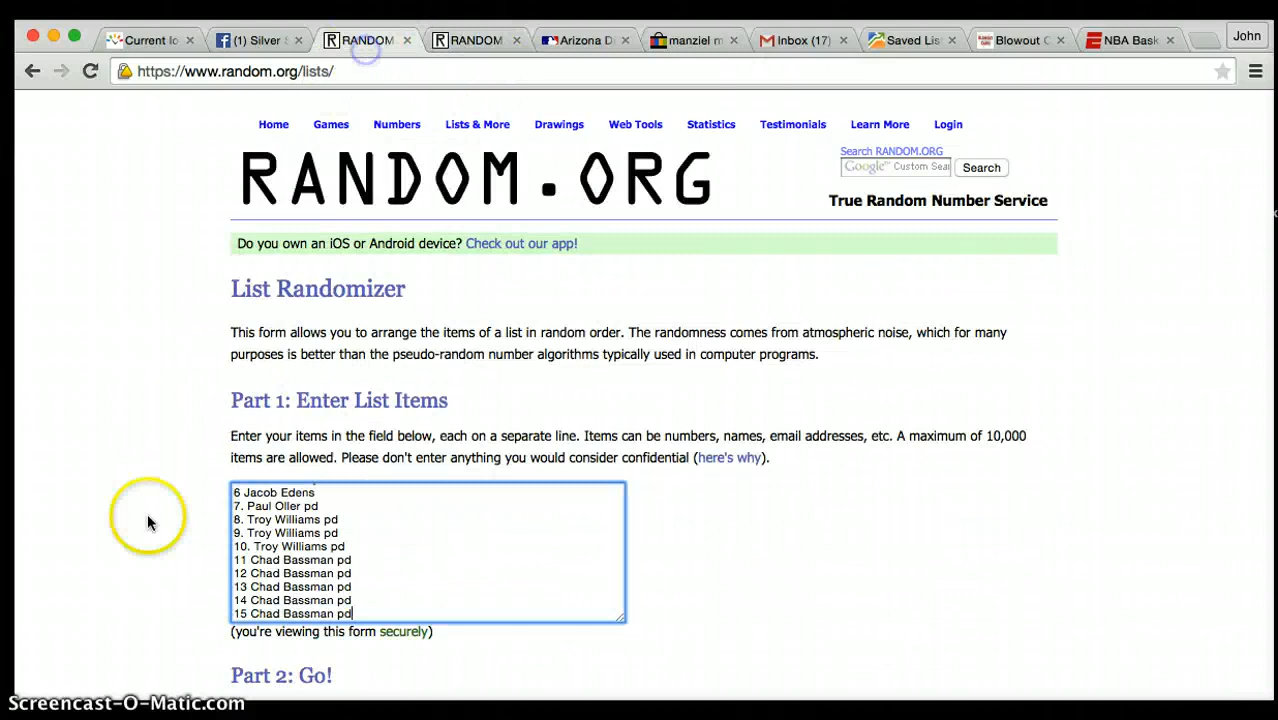 Current lo
(1) Silver S
RANDOM
RANDOM
Arizona D
manziel m
Inbox (17)
Saved List
Blowout C
NBA Bask
John
https://www.random.org/lists/
Home Games Numbers Lists & More Drawings Web Tools Statistics Testimonials Learn More Login
Search RANDOM.ORG
Google™ Custom Sear
Search
RANDOM.ORG
True Random Number Service
Do you own an iOS or Android device? Check out our app!
List Randomizer
This form allows you to arrange the items of a list in random order. The randomness comes from atmospheric noise, which for many
purposes is better than the pseudo-random number algorithms typically used in computer programs.
Part 1: Enter List Items
Enter your items in the field below, each on a separate line. Items can be numbers, names, email addresses, etc. A maximum of 10,000
items are allowed. Please don't enter anything you would consider confidential (here's why).
6 Jacob Edens
7. Paul Oller pd
8. Troy Williams pd
9. Troy Williams pd
10. Troy Williams pd
11 Chad Bassman pd
12 Chad Bassman pd
13 Chad Bassman pd
14 Chad Bassman pd
15 Chad Bassman pd
(you're viewing this form securely)
Part 2: Go!
Screencast-O-Matic.com